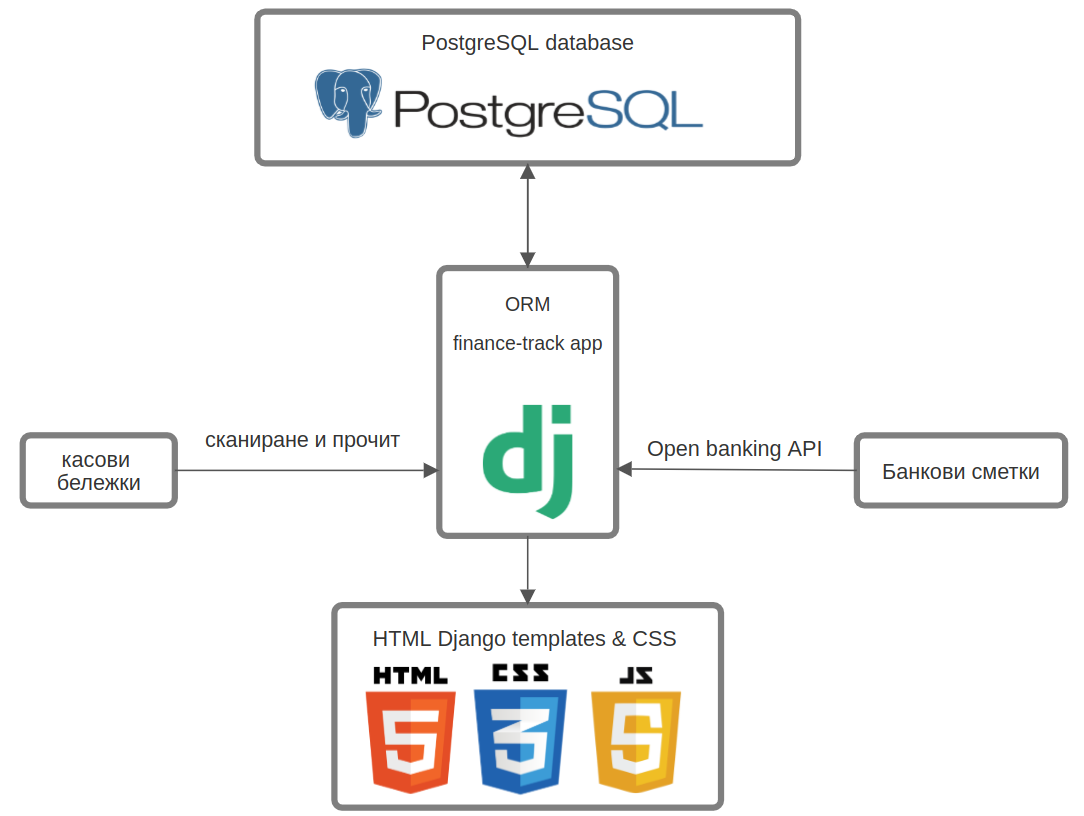 PostgreSQL database
PostgreSQL
ORM
finance-track app
dj
сканиране и прочит
касови
бележки
Open banking API
Банкови сметки
HTML Django templates & CSS
HTML CSS JS
5 3 S